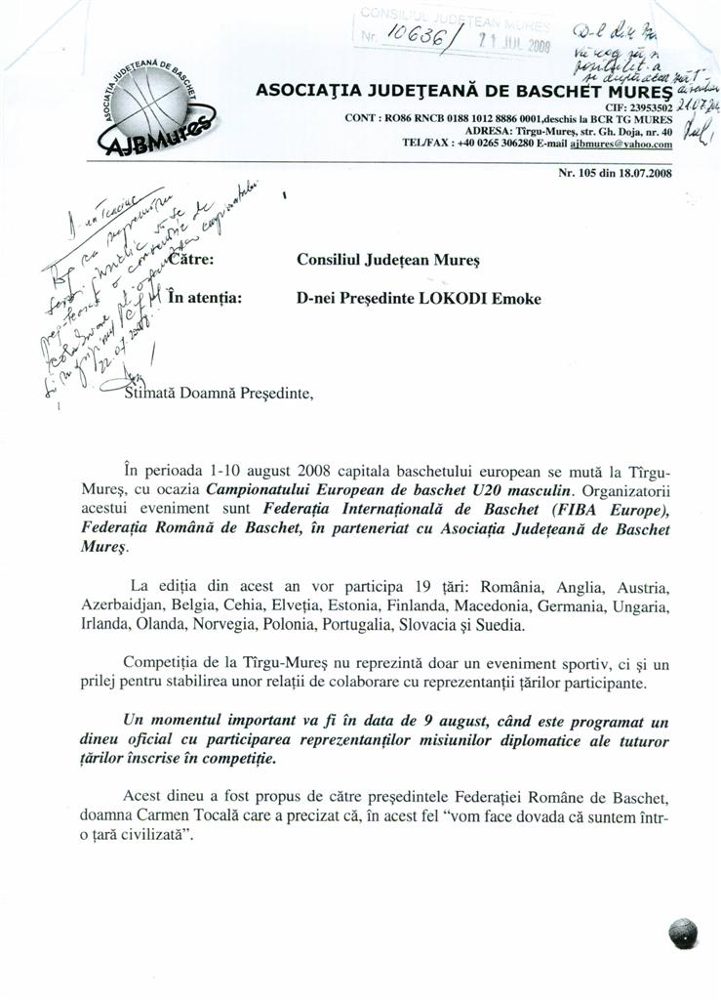 CONSILIUL JUDEȚEAN MUREȘ
Nr. 10636/ 21 JUL 2008
ASOCIAŢIA JUDEŢEANĂ DE BASCHET
AJBMureș
ASOCIAŢIA JUDEŢEANĂ DE BASCHET MUREŞ
CIF: 23953502
CONT : RO86 RNCB 0188 1012 8886 0001,deschis la BCR TG MURES
ADRESA: Tîrgu-Mureş, str. Gh. Doja, nr. 40
TEL/FAX : +40 0265 306280 E-mail ajbmures@yahoo.com
Nr. 105 din 18.07.2008
22.07.2008
Către: Consiliul Judeţean Mureş
În atenţia: D-nei Preşedinte LOKODI Emoke
Stimată Doamnă Preşedinte,
În perioada 1-10 august 2008 capitala baschetului european se mută la Tîrgu-
Mureş, cu ocazia Campionatului European de baschet U20 masculin. Organizatorii
acestui eveniment sunt Federaţia Internaţională de Baschet (FIBA Europe),
Federaţia Română de Baschet, în parteneriat cu Asociaţia Judeţeană de Baschet
Mureş.
La ediţia din acest an vor participa 19 ţări: România, Anglia, Austria,
Azerbaidjan, Belgia, Cehia, Elveţia, Estonia, Finlanda, Macedonia, Germania, Ungaria,
Irlanda, Olanda, Norvegia, Polonia, Portugalia, Slovacia şi Suedia.
Competiţia de la Tîrgu-Mureş nu reprezintă doar un eveniment sportiv, ci şi un
prilej pentru stabilirea unor relaţii de colaborare cu reprezentanţii ţărilor participante.
Un momentul important va fi în data de 9 august, când este programat un
dineu oficial cu participarea reprezentanţilor misiunilor diplomatice ale tuturor
ţărilor înscrise în competiţie.
Acest dineu a fost propus de către preşedintele Federaţiei Române de Baschet,
doamna Carmen Tocală care a precizat că, în acest fel “vom face dovada că suntem într-
o ţară civilizată”.